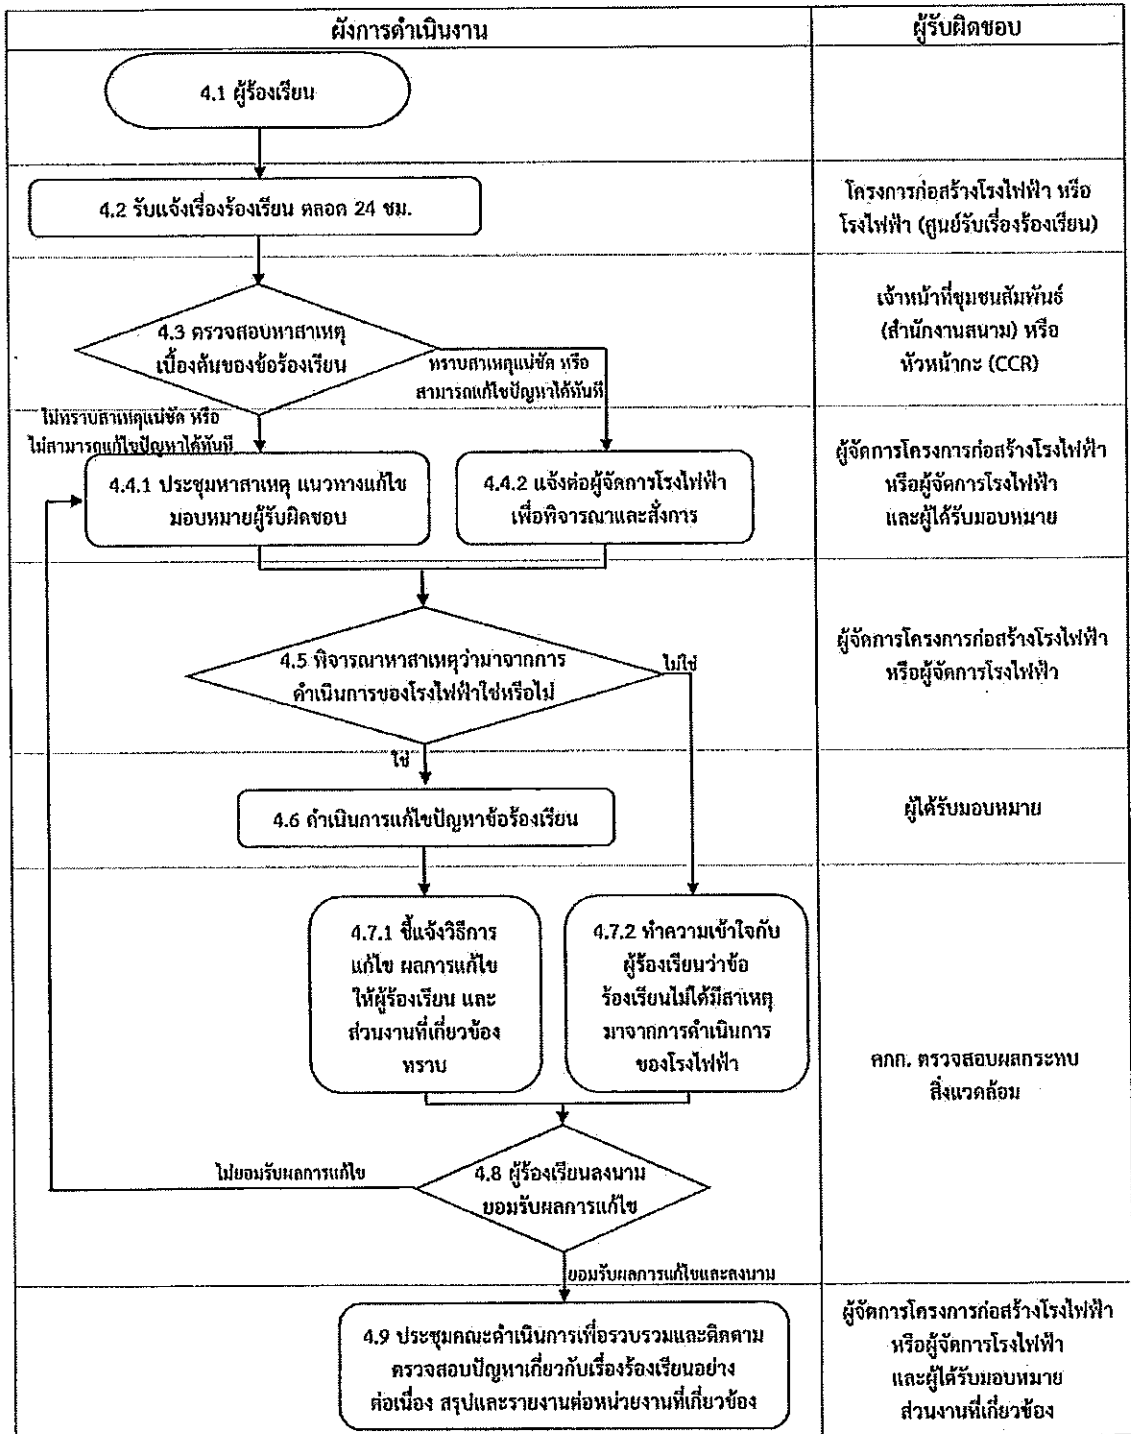 ผังการดำเนินงาน
ผู้รับผิดชอบ
4.1 ผู้ร้องเรียน
4.2 รับแจ้งเรื่องร้องเรียน ตลอด 24 ชม.
โครงการก่อสร้างโรงไฟฟ้า หรือ
โรงไฟฟ้า (ศูนย์รับเรื่องร้องเรียน)
4.3 ตรวจสอบหาสาเหตุ
เบื้องต้นของข้อร้องเรียน
ทราบสาเหตุแน่ชัด หรือ
สามารถแก้ไขปัญหาได้ทันที
เจ้าหน้าที่ชุมชนสัมพันธ์
(สำนักงานสนาม) หรือ
หัวหน้ากะ (CCR)
ไม่ทราบสาเหตุแน่ชัด หรือ
ไม่สามารถแก้ไขปัญหาได้ทันที
4.4.1 ประชุมหาสาเหตุ แนวทางแก้ไข
มอบหมายผู้รับผิดชอบ
4.4.2 แจ้งต่อผู้จัดการโรงไฟฟ้า
เพื่อพิจารณาและสั่งการ
ผู้จัดการโครงการก่อสร้างโรงไฟฟ้า
หรือผู้จัดการโรงไฟฟ้า
และผู้ได้รับมอบหมาย
4.5 พิจารณาหาสาเหตุว่ามาจากการ
ดำเนินการของโรงไฟฟ้าใช่หรือไม่
ไม่ใช่
ใช่
ผู้จัดการโครงการก่อสร้างโรงไฟฟ้า
หรือผู้จัดการโรงไฟฟ้า
4.6 ดำเนินการแก้ไขปัญหาข้อร้องเรียน
ผู้ได้รับมอบหมาย
4.7.1 ชี้แจ้งวิธีการ
แก้ไข ผลการแก้ไข
ให้ผู้ร้องเรียน และ
ส่วนงานที่เกี่ยวข้อง
ทราบ
4.7.2 ทำความเข้าใจกับ
ผู้ร้องเรียนว่าข้อ
ร้องเรียนไม่ได้มีสาเหตุ
มาจากการดำเนินการ
ของโรงไฟฟ้า
คกก. ตรวจสอบผลกระทบ
สิ่งแวดล้อม
4.8 ผู้ร้องเรียนลงนาม
ยอมรับผลการแก้ไข
ไม่ยอมรับผลการแก้ไข
ยอมรับผลการแก้ไขและลงนาม
4.9 ประชุมคณะดำเนินการเพื่อรวบรวมและติดตาม
ตรวจสอบปัญหาเกี่ยวกับเรื่องร้องเรียนอย่าง
ต่อเนื่อง สรุปและรายงานต่อหน่วยงานที่เกี่ยวข้อง
ผู้จัดการโครงการก่อสร้างโรงไฟฟ้า
หรือผู้จัดการโรงไฟฟ้า
และผู้ได้รับมอบหมาย
ส่วนงานที่เกี่ยวข้อง